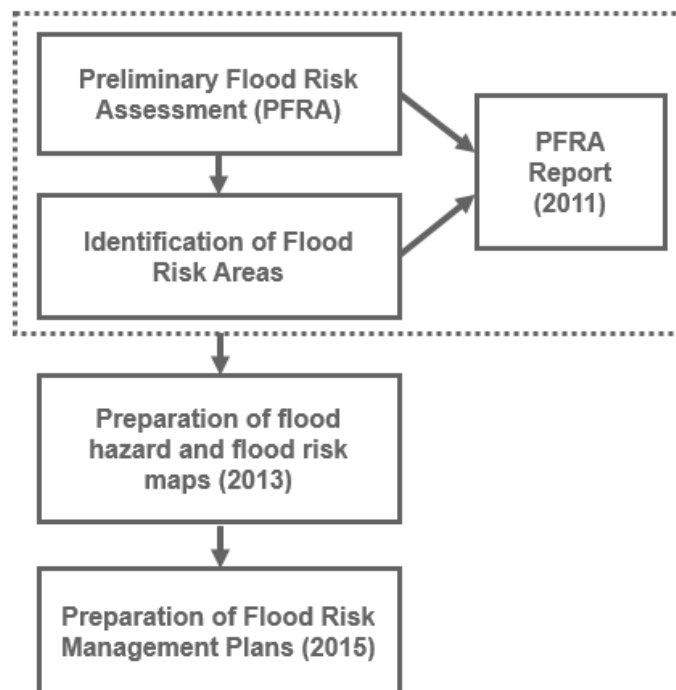 Preliminary Flood Risk
Assessment (PFRA)
PFRA
Report
(2011)
Identification of Flood
Risk Areas
Preparation of flood
hazard and flood risk
maps (2013)
Preparation of Flood Risk
Management Plans (2015)